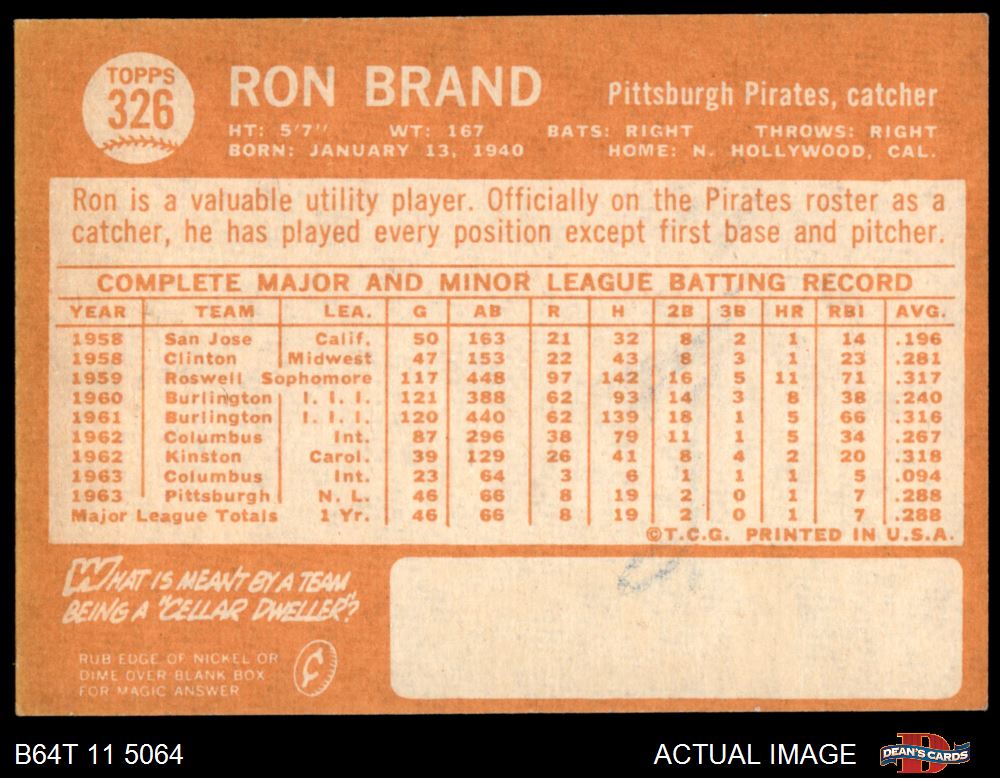 TOPPS
326
RON BRAND
Pittsburgh Pirates, catcher
HT: 5'7" WT: 167 BATS: RIGHT THROWS: RIGHT
BORN: JANUARY 13, 1940 HOME: N. HOLLYWOOD, CAL.
Ron is a valuable utility player. Officially on the Pirates roster as a
catcher, he has played every position except first base and pitcher.
COMPLETE MAJOR AND MINOR LEAGUE BATTING RECORD
YEAR TEAM LEA. G AB R H 2B 3B HR RBI AVG.
1958 San Jose Calif. 50 163 21 32 8 2 1 14 .196
1958 Clinton Midwest 47 153 22 43 8 3 1 23 .281
1959 Roswell Sophomore 117 448 97 142 16 5 11 71 .317
1960 Burlington I. I. I. 121 388 62 93 14 3 8 38 .240
1961 Burlington I. I. I. 120 440 62 139 18 1 5 66 .316
1962 Columbus Int. 87 296 38 79 11 1 5 34 .267
1962 Kinston Carol. 39 129 26 41 8 4 2 20 .318
1963 Columbus Int. 23 64 3 6 1 1 1 5 .094
1963 Pittsburgh N. L. 46 66 8 19 2 0 1 7 .288
Major League Totals 1 Yr. 46 66 8 19 2 0 1 7 .288
©T.C.G. PRINTED IN U.S.A.
WHAT IS MEANT BY A TEAM
BEING A "CELLAR DWELLER"?
RUB EDGE OF NICKEL OR
DIME OVER BLANK BOX
FOR MAGIC ANSWER
¢
B64T 11 5064
ACTUAL IMAGE
D
DEAN'S CARDS